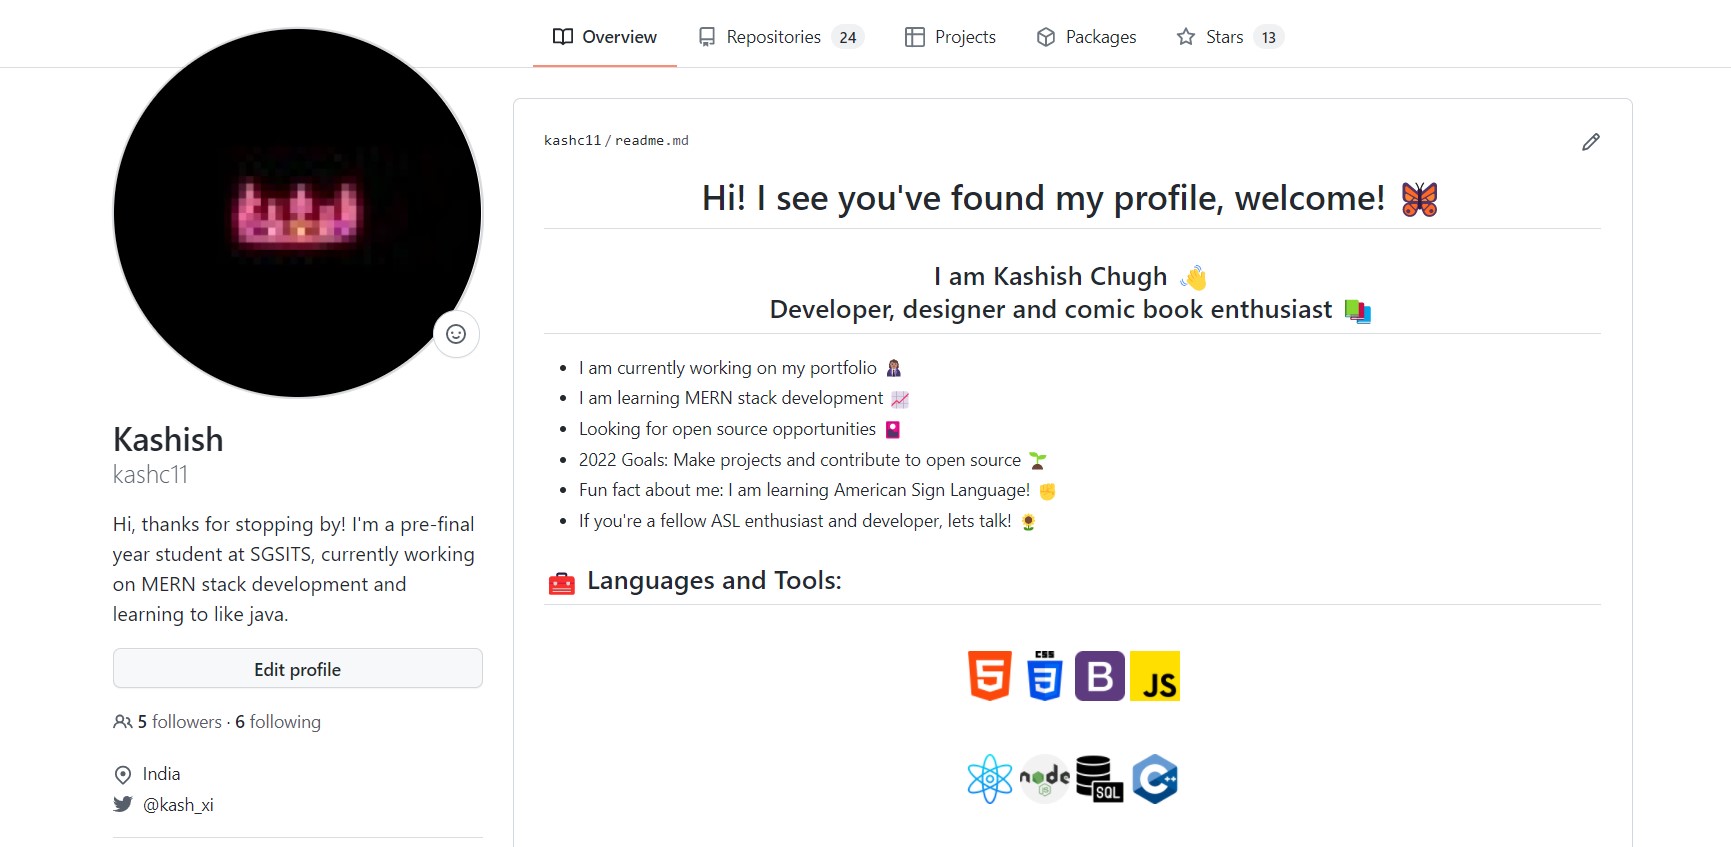 Overview Repositories 24 Projects Packages Stars 13
kashc11 / readme.md
Hi! I see you've found my profile, welcome! 🦋
I am Kashish Chugh 👋
Developer, designer and comic book enthusiast 📚
I am currently working on my portfolio
I am learning MERN stack development 📈
Looking for open source opportunities 🎴
2022 Goals: Make projects and contribute to open source 🌱
Fun fact about me: I am learning American Sign Language! ✊
If you're a fellow ASL enthusiast and developer, lets talk! 🌻
🧰 Languages and Tools:
5 CSS 3 B JS
node JS SQL C++
Kashish
kashc11
Hi, thanks for stopping by! I'm a pre-final
year student at SGSITS, currently working
on MERN stack development and
learning to like java.
Edit profile
5 followers · 6 following
India
@kash_xi